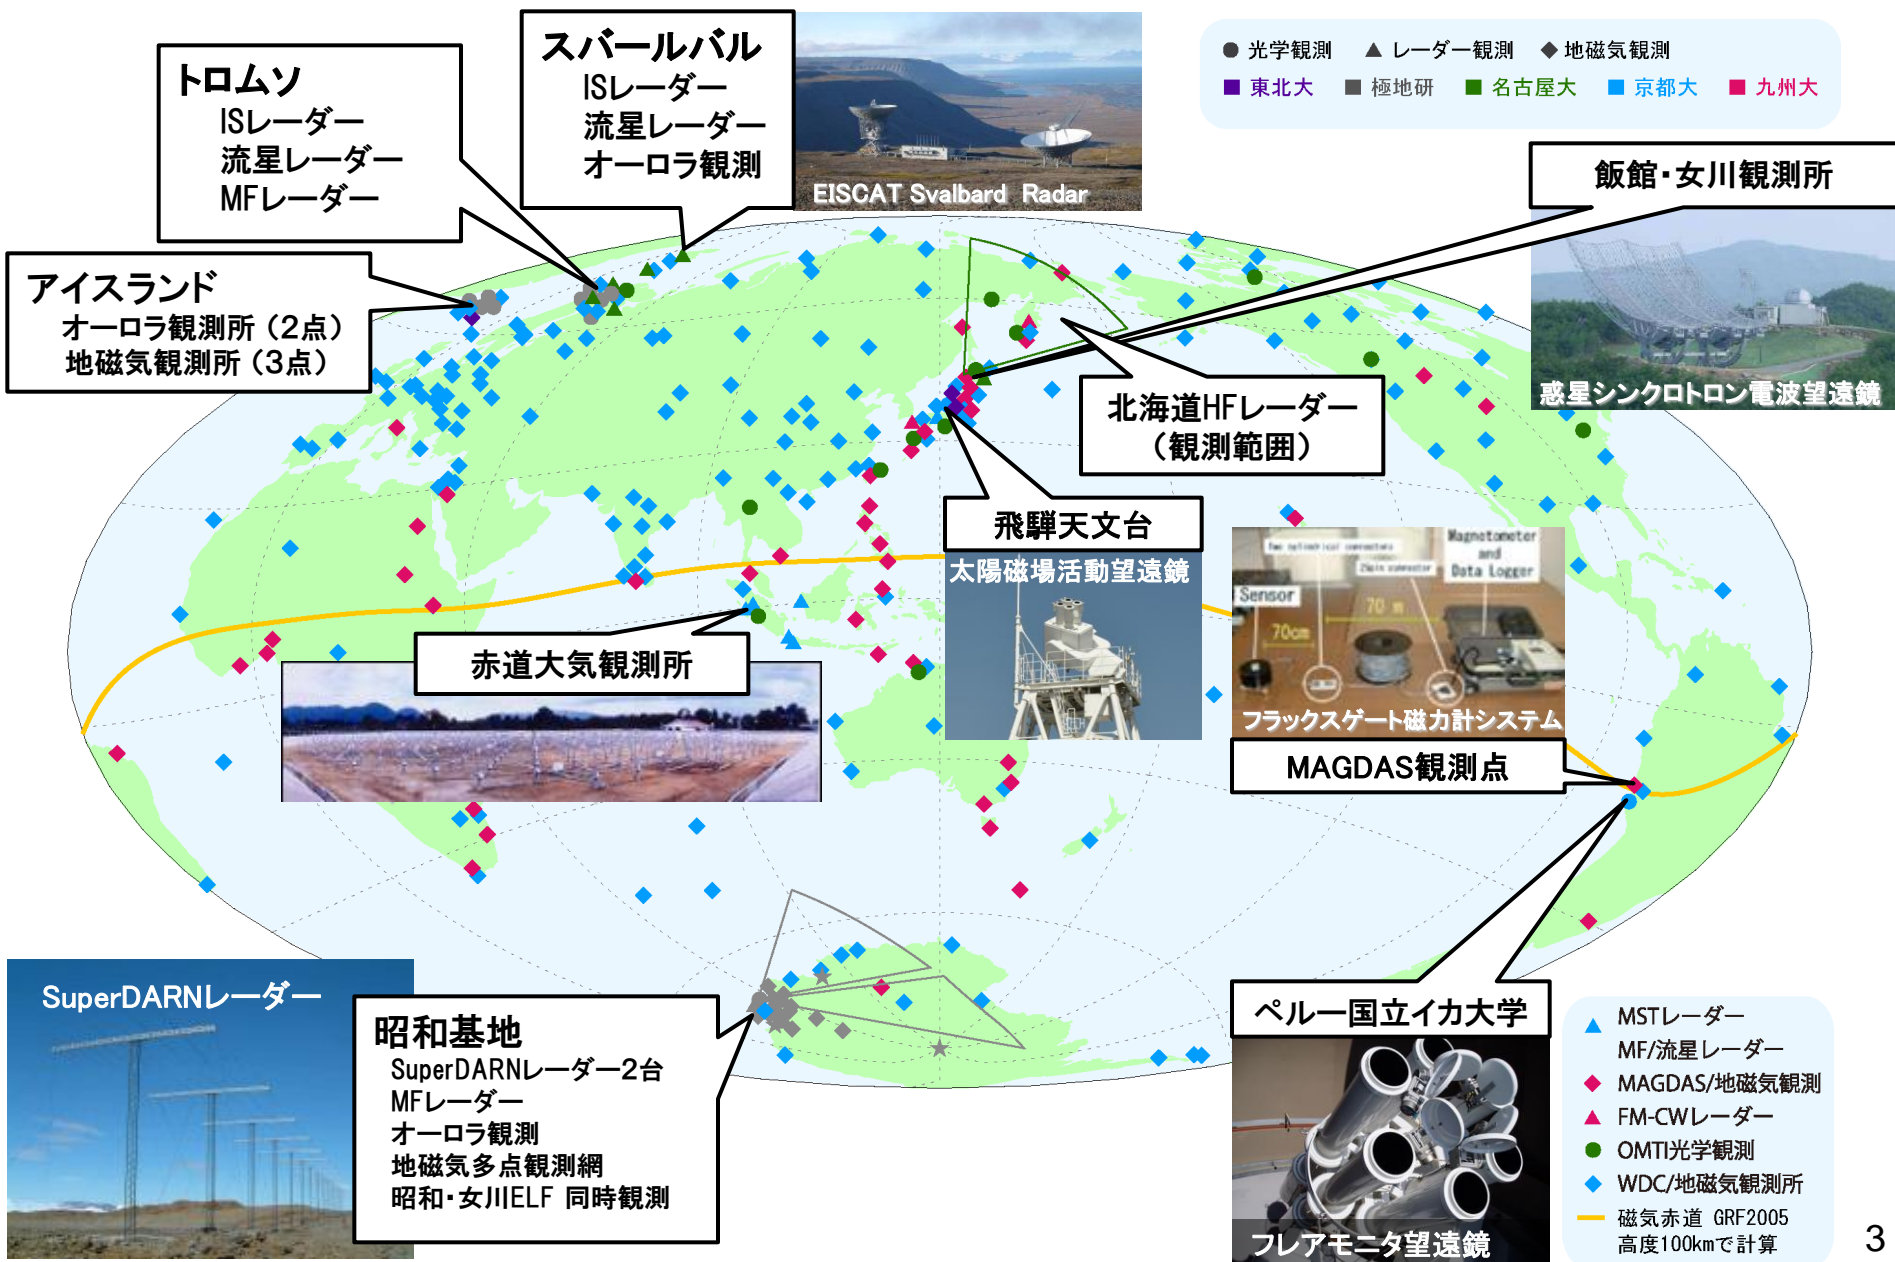 トロムソ
ISレーダー
流星レーダー
MFレーダー
スバールバル
ISレーダー
流星レーダー
オーロラ観測
EISCAT Svalbard Radar
● 光学観測 ▲ レーダー観測 ◆ 地磁気観測
■ 東北大 ■ 極地研 ■ 名古屋大 ■ 京都大 ■ 九州大
飯館・女川観測所
惑星シンクロトロン電波望遠鏡
アイスランド
オーロラ観測所（2点）
地磁気観測所（3点）
北海道HFレーダー
（観測範囲）
飛騨天文台
太陽磁場活動望遠鏡
Two cylindrical connectors
25pin connector
Magnetometer
and
Data Logger
Sensor
70 m
70cm
フラックスゲート磁力計システム
MAGDAS観測点
赤道大気観測所
SuperDARNレーダー
昭和基地
SuperDARNレーダー2台
MFレーダー
オーロラ観測
地磁気多点観測網
昭和・女川ELF 同時観測
ペルー国立イカ大学
フレアモニタ望遠鏡
MSTレーダー
MF/流星レーダー
MAGDAS/地磁気観測
FM-CWレーダー
OMTI光学観測
WDC/地磁気観測所
磁気赤道 GRF2005
高度100kmで計算
3